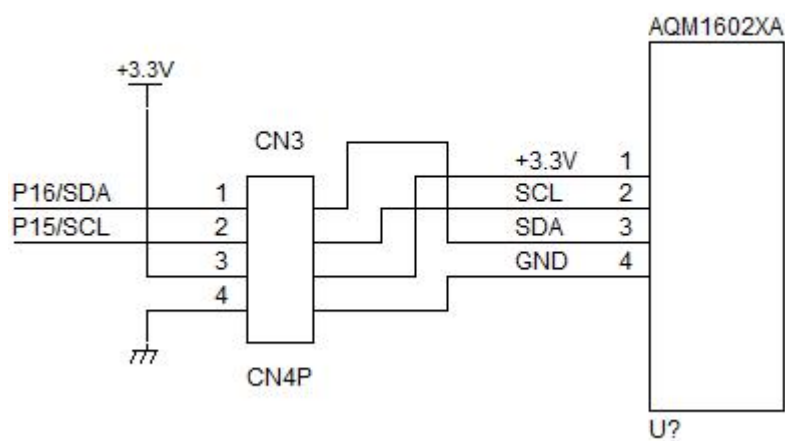 AQM1602XA
+3.3V
CN3
+3.3V 1
P16/SDA 1 SCL 2
P15/SCL 2 SDA 3
3 GND 4
4
CN4P
U?